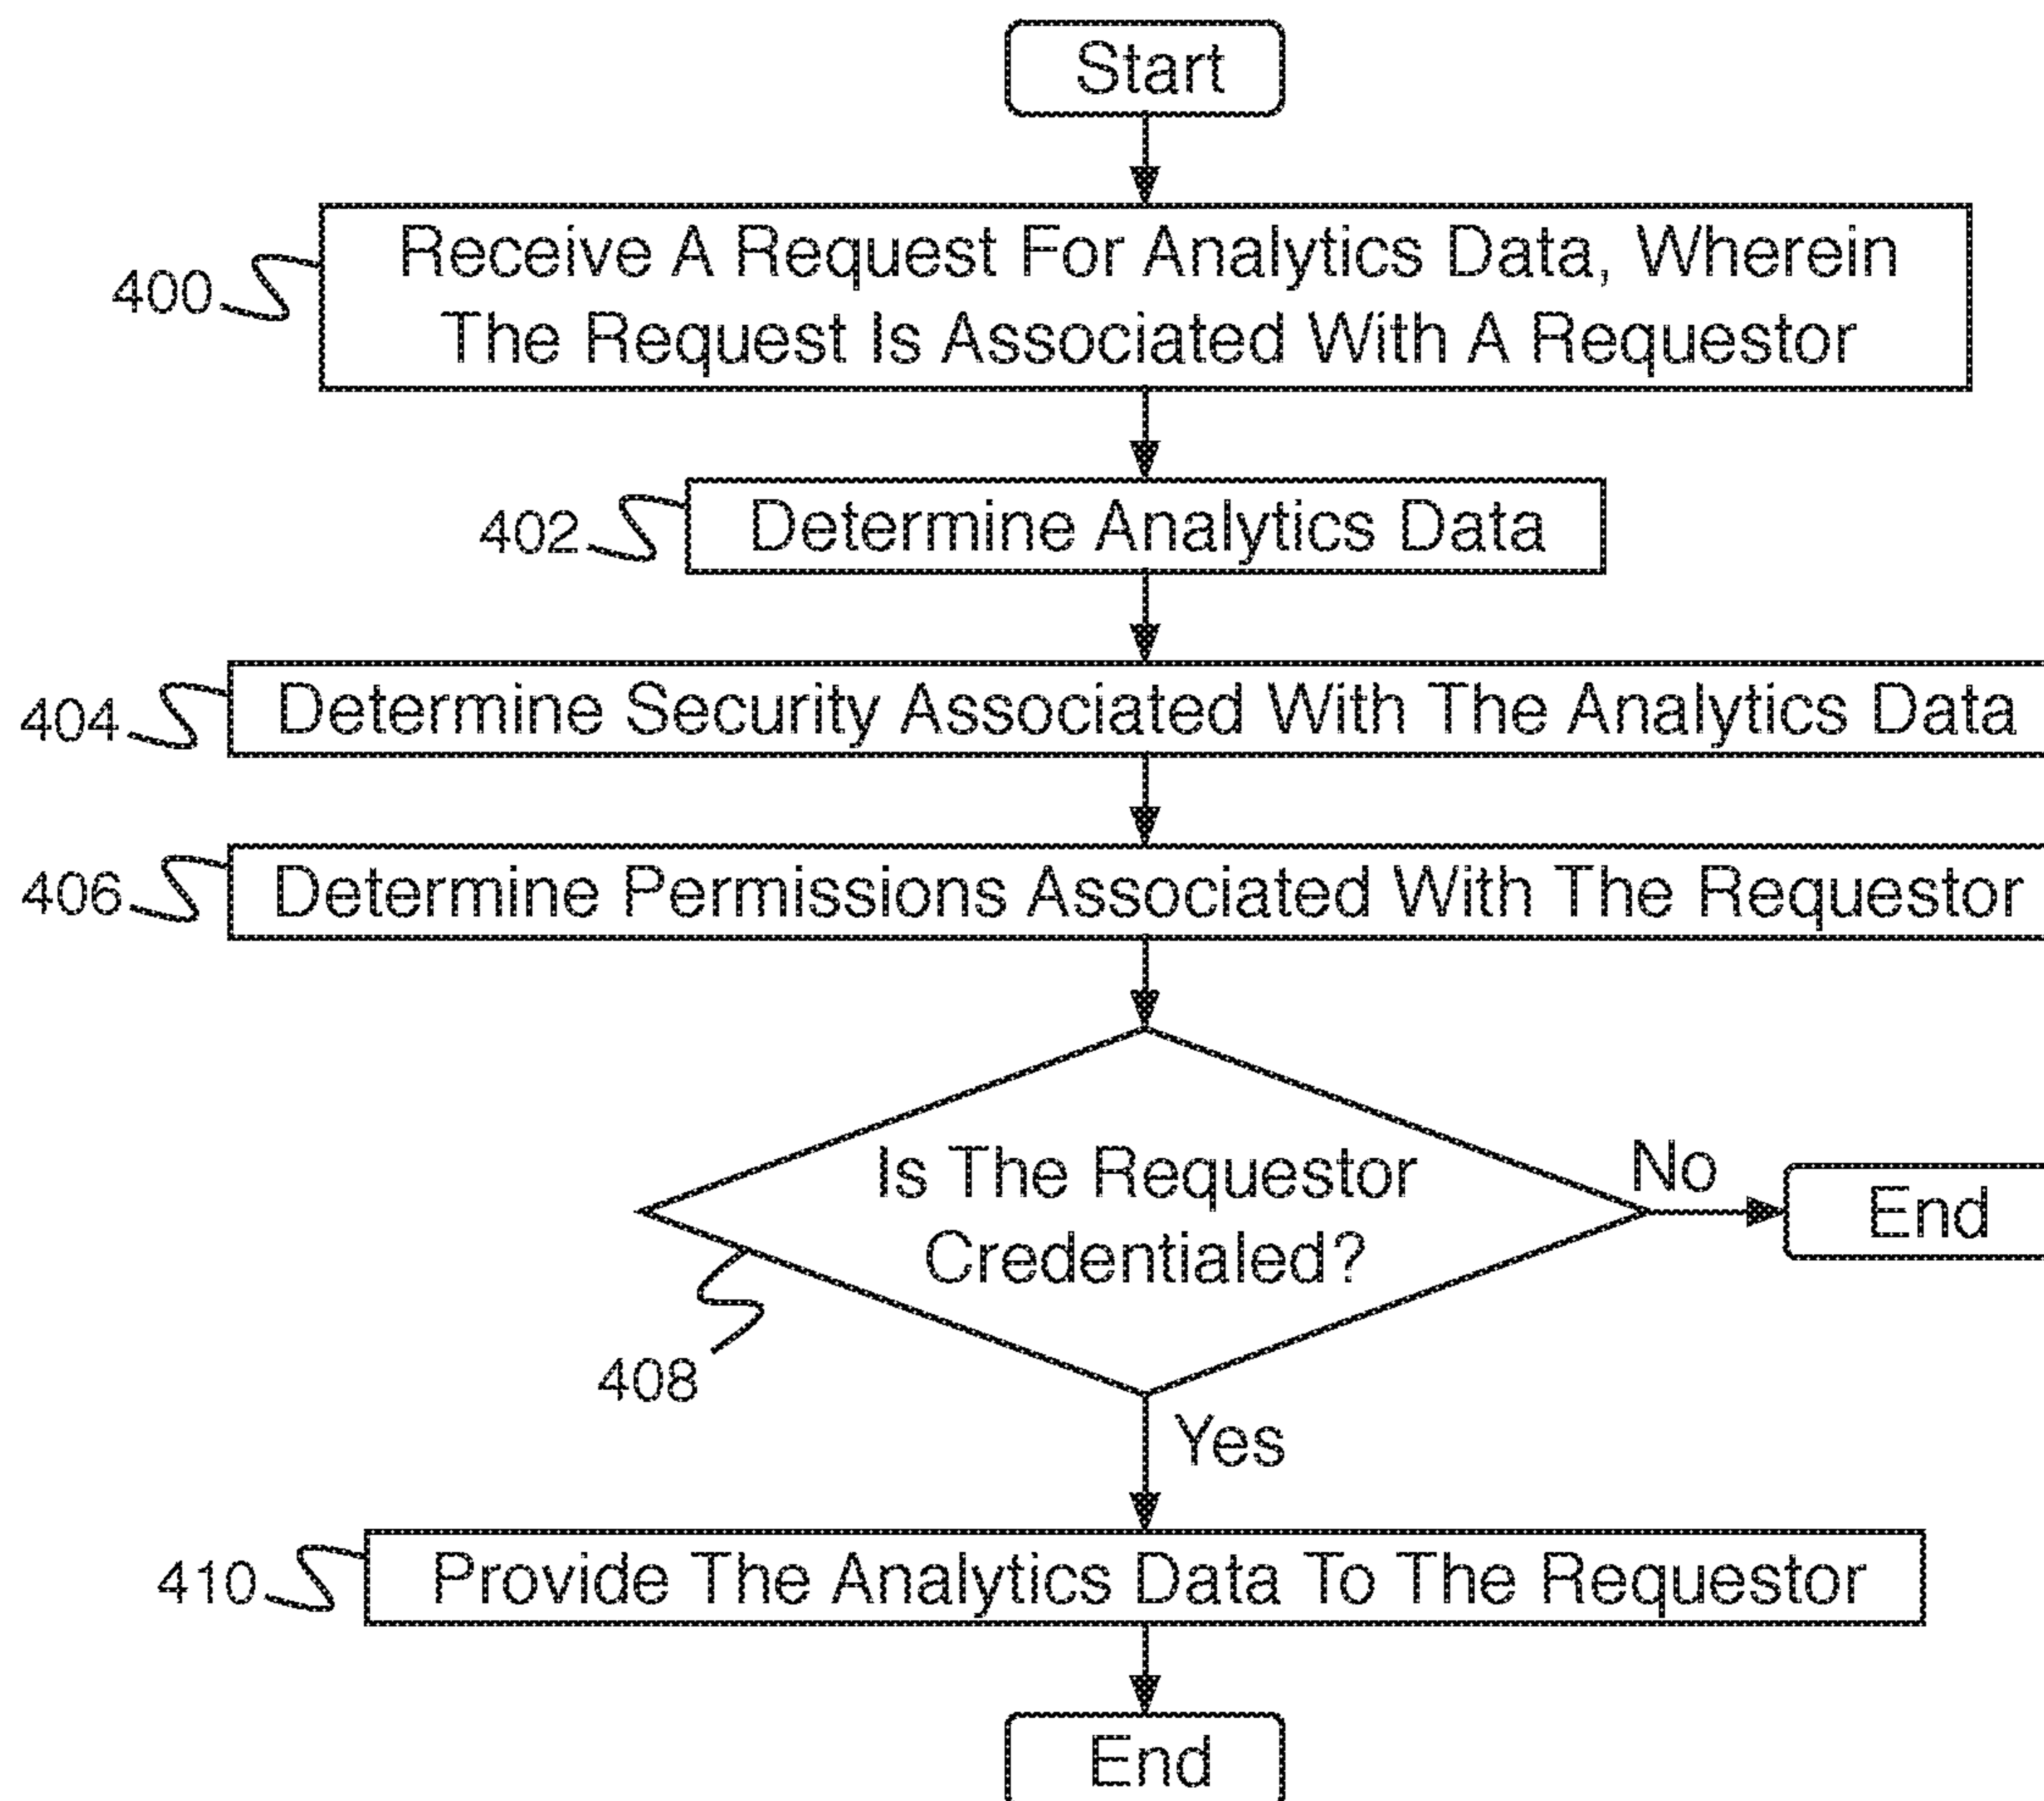 Start
400
Receive A Request For Analytics Data, Wherein
The Request Is Associated With A Requestor
402
Determine Analytics Data
404
Determine Security Associated With The Analytics Data
406
Determine Permissions Associated With The Requestor
Is The Requestor
Credentialed?
No
End
408
Yes
410
Provide The Analytics Data To The Requestor
End